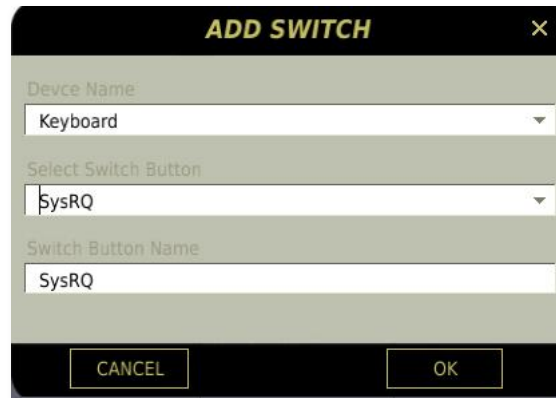 ADD SWITCH ×
Devce Name
Keyboard
Select Switch Button
SysRQ
Switch Button Name
SysRQ
CANCEL OK